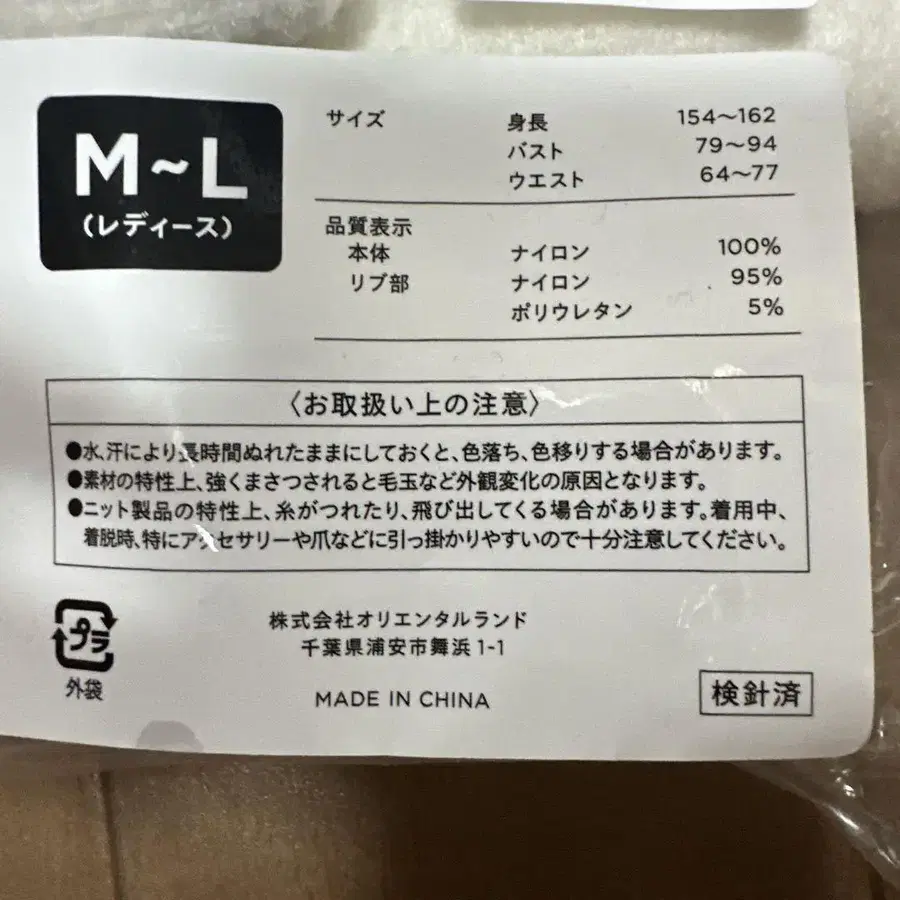 M~L
(レディース)
サイズ 身長 154〜162
バスト 79〜94
ウエスト 64〜77
品質表示
本体 ナイロン 100%
リブ部 ナイロン 95%
ポリウレタン 5%
〈お取扱い上の注意〉
●水、汗により長時間ぬれたままにしておくと、色落ち、色移りする場合があります。
●素材の特性上、強くまさつされると毛玉など外観変化の原因となります。
●ニット製品の特性上、糸がつれたり、飛び出してくる場合があります。着用中、
着脱時、特にアクセサリーや爪などに引っ掛かりやすいので十分注意してください。
プラ
外袋
株式会社オリエンタルランド
千葉県浦安市舞浜1-1
MADE IN CHINA
検針済